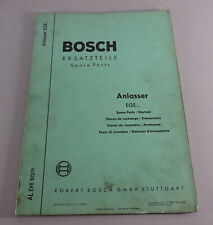 Anlasser EGE
BOSCH
ERSATZTEILE
Spare Parts
Anlasser
EGE...
Spare Parts / Starters
Pièces de rechange / Démarreurs
Piezas de recambio / Arranques
Pezzi di ricambio / Motorini d'avviamento
ROBERT BOSCH GMBH STUTTGART